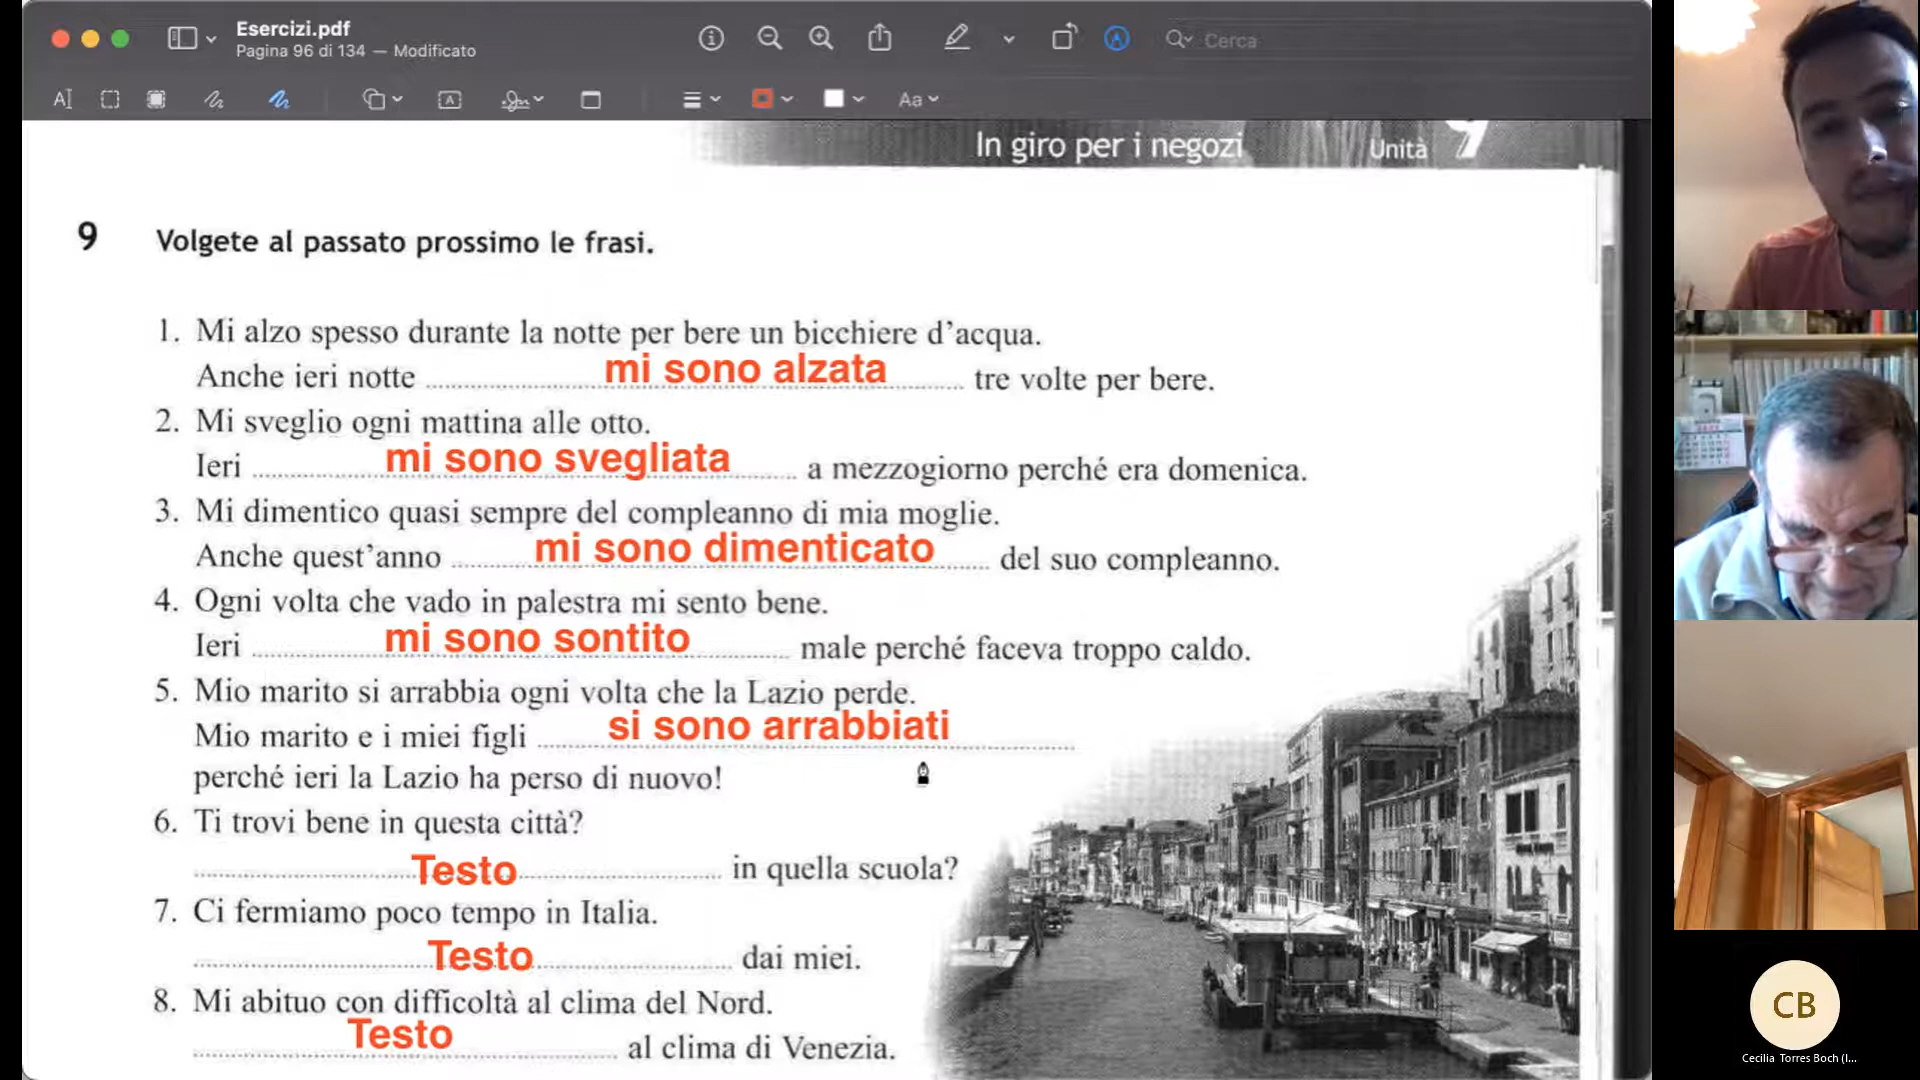 Esercizi.pdf
Pagina 96 di 134 — Modificato
Cerca
In giro per i negozi Unità 9
9 Volgete al passato prossimo le frasi.
1. Mi alzo spesso durante la notte per bere un bicchiere d'acqua.
Anche ieri notte mi sono alzata tre volte per bere.
2. Mi sveglio ogni mattina alle otto.
Ieri mi sono svegliata a mezzogiorno perché era domenica.
3. Mi dimentico quasi sempre del compleanno di mia moglie.
Anche quest'anno mi sono dimenticato del suo compleanno.
4. Ogni volta che vado in palestra mi sento bene.
Ieri mi sono sontito male perché faceva troppo caldo.
5. Mio marito si arrabbia ogni volta che la Lazio perde.
Mio marito e i miei figli si sono arrabbiati
perché ieri la Lazio ha perso di nuovo!
6. Ti trovi bene in questa città?
Testo in quella scuola?
7. Ci fermiamo poco tempo in Italia.
Testo dai miei.
8. Mi abituo con difficoltà al clima del Nord.
Testo al clima di Venezia.
CB
Cecilia Torres Boch (I...